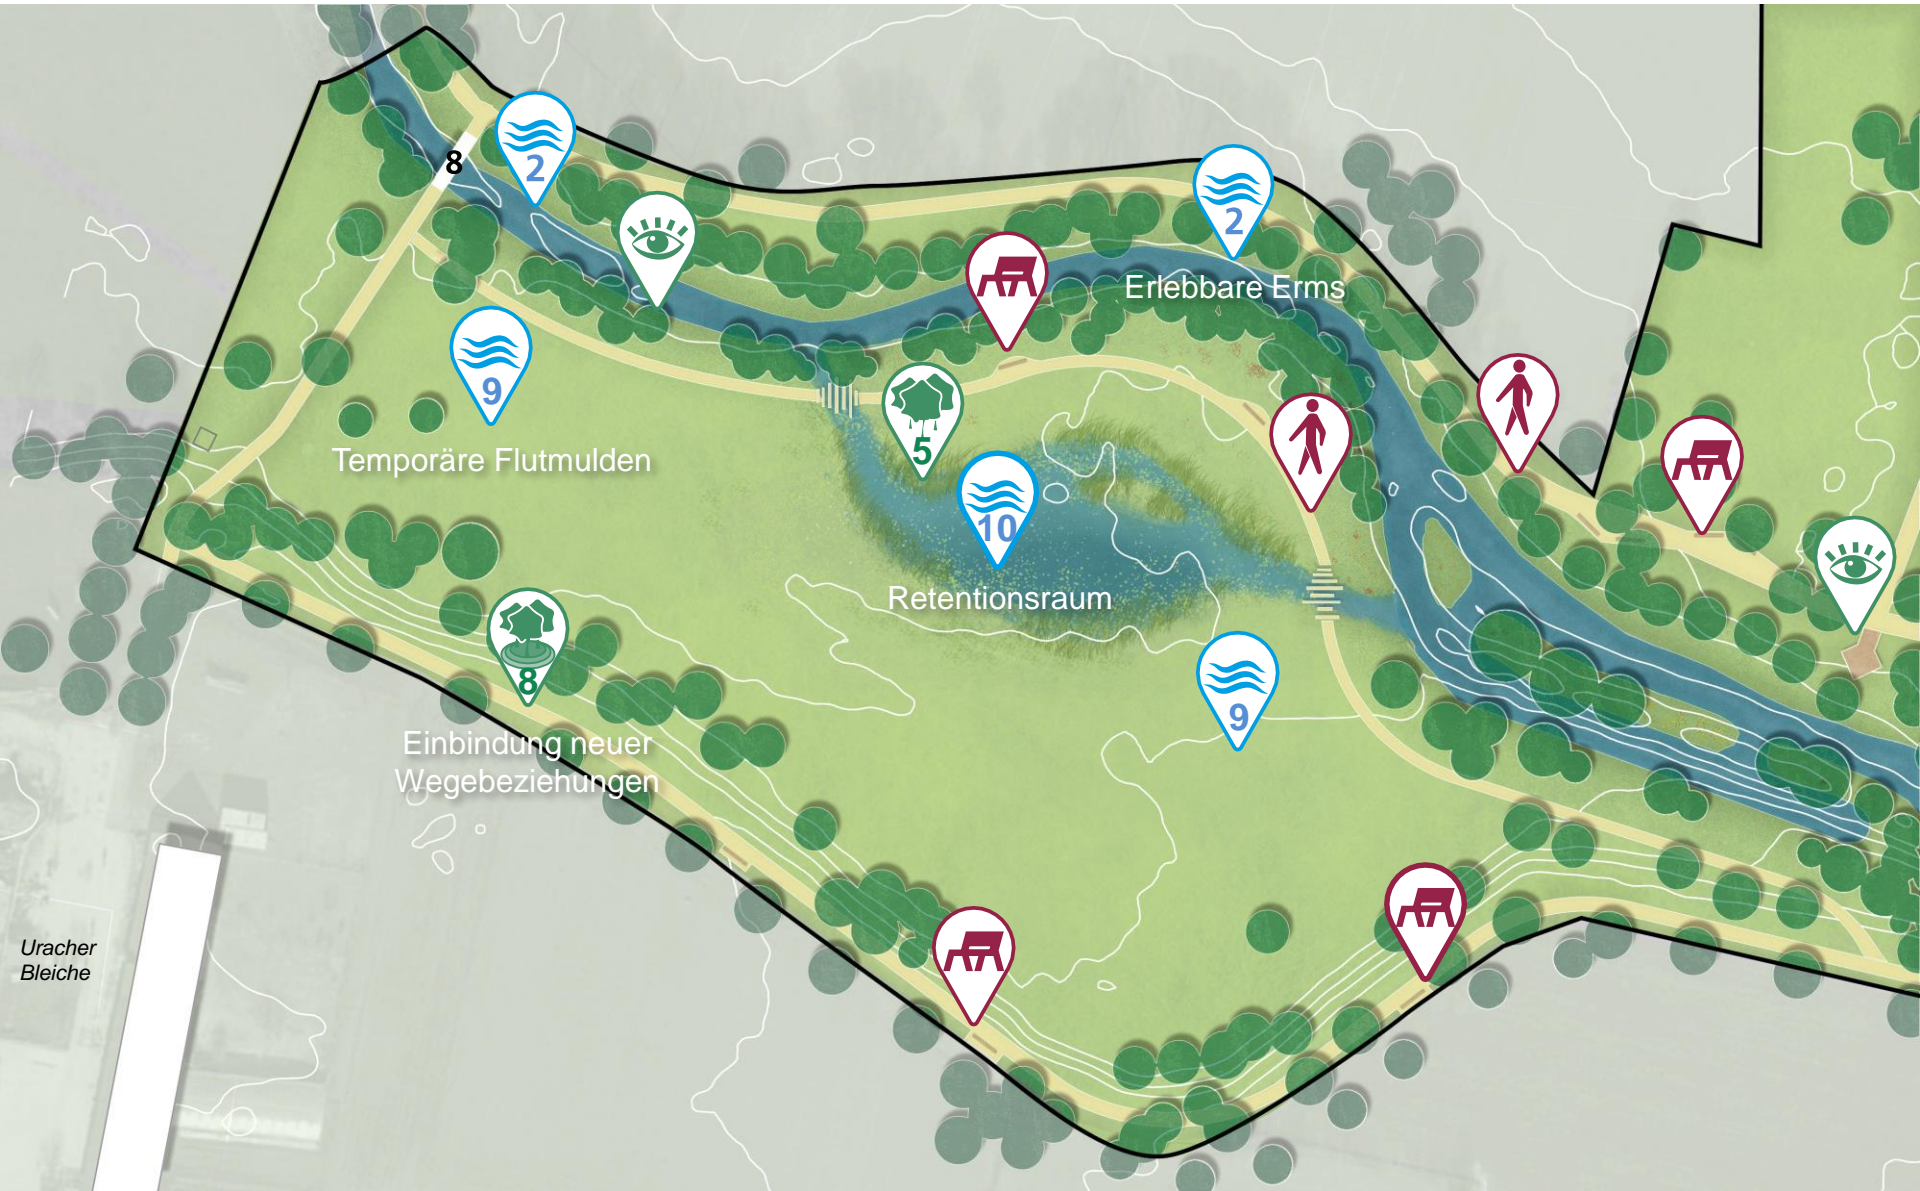 8
2
2
Erlebbare Erms
9
Temporäre Flutmulden
5
10
Retentionsraum
8
9
Einbindung neuer
Wegebeziehungen
Uracher
Bleiche